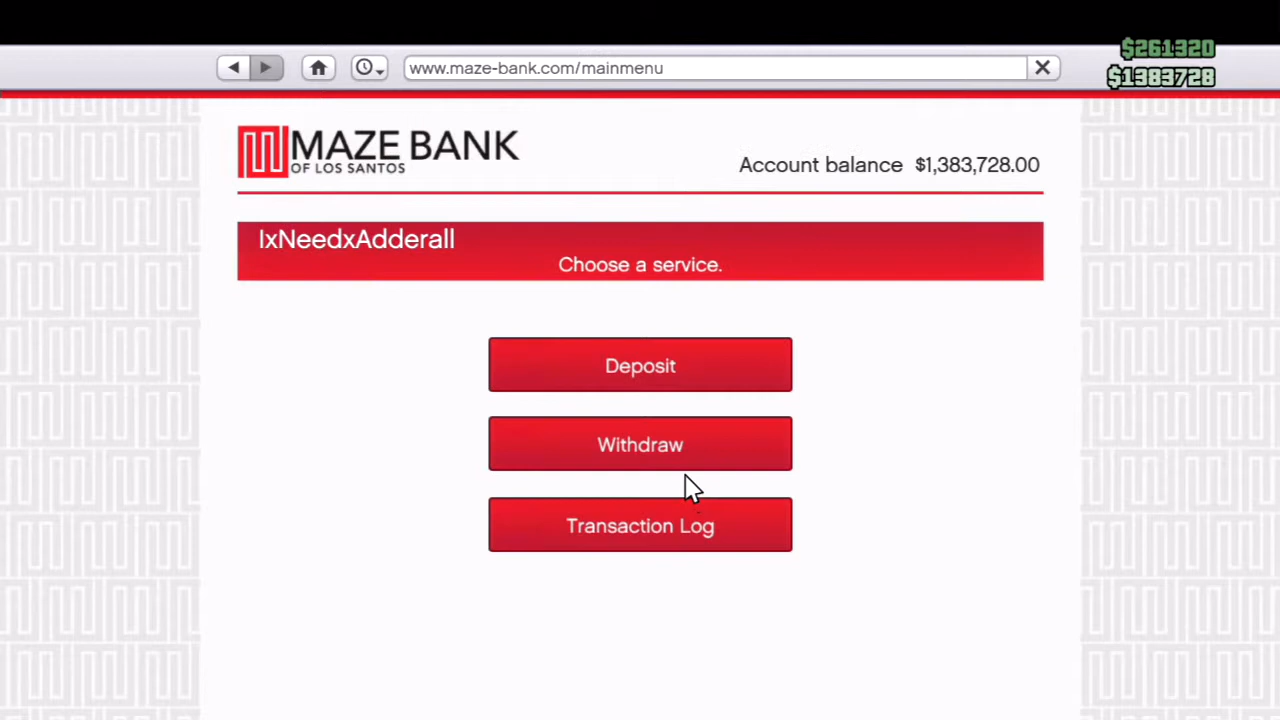 $261320
www.maze-bank.com/mainmenu
$1383728
MAZE BANK
OF LOS SANTOS
Account balance $1,383,728.00
IxNeedxAdderall
Choose a service.
Deposit
Withdraw
Transaction Log